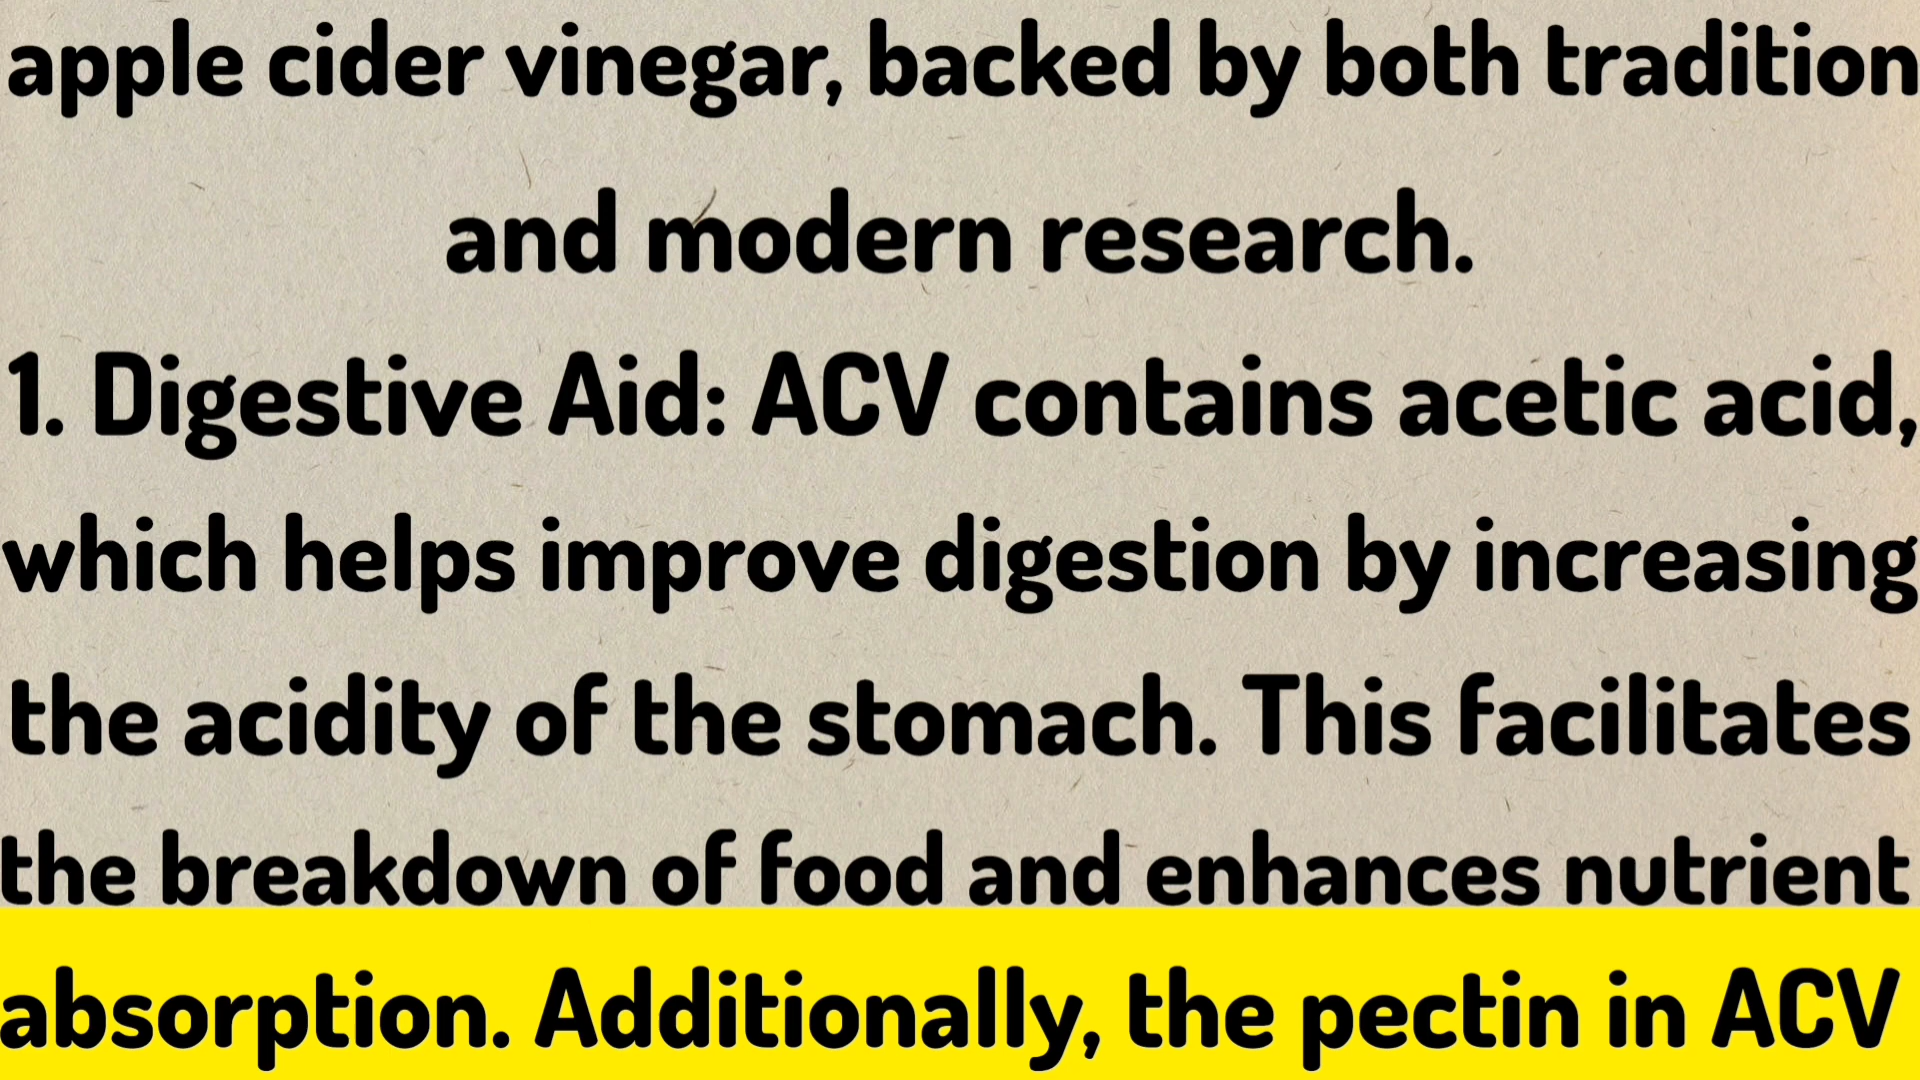 apple cider vinegar, backed by both tradition
and modern research.
1. Digestive Aid: ACV contains acetic acid,
which helps improve digestion by increasing
the acidity of the stomach. This facilitates
the breakdown of food and enhances nutrient
absorption. Additionally, the pectin in ACV